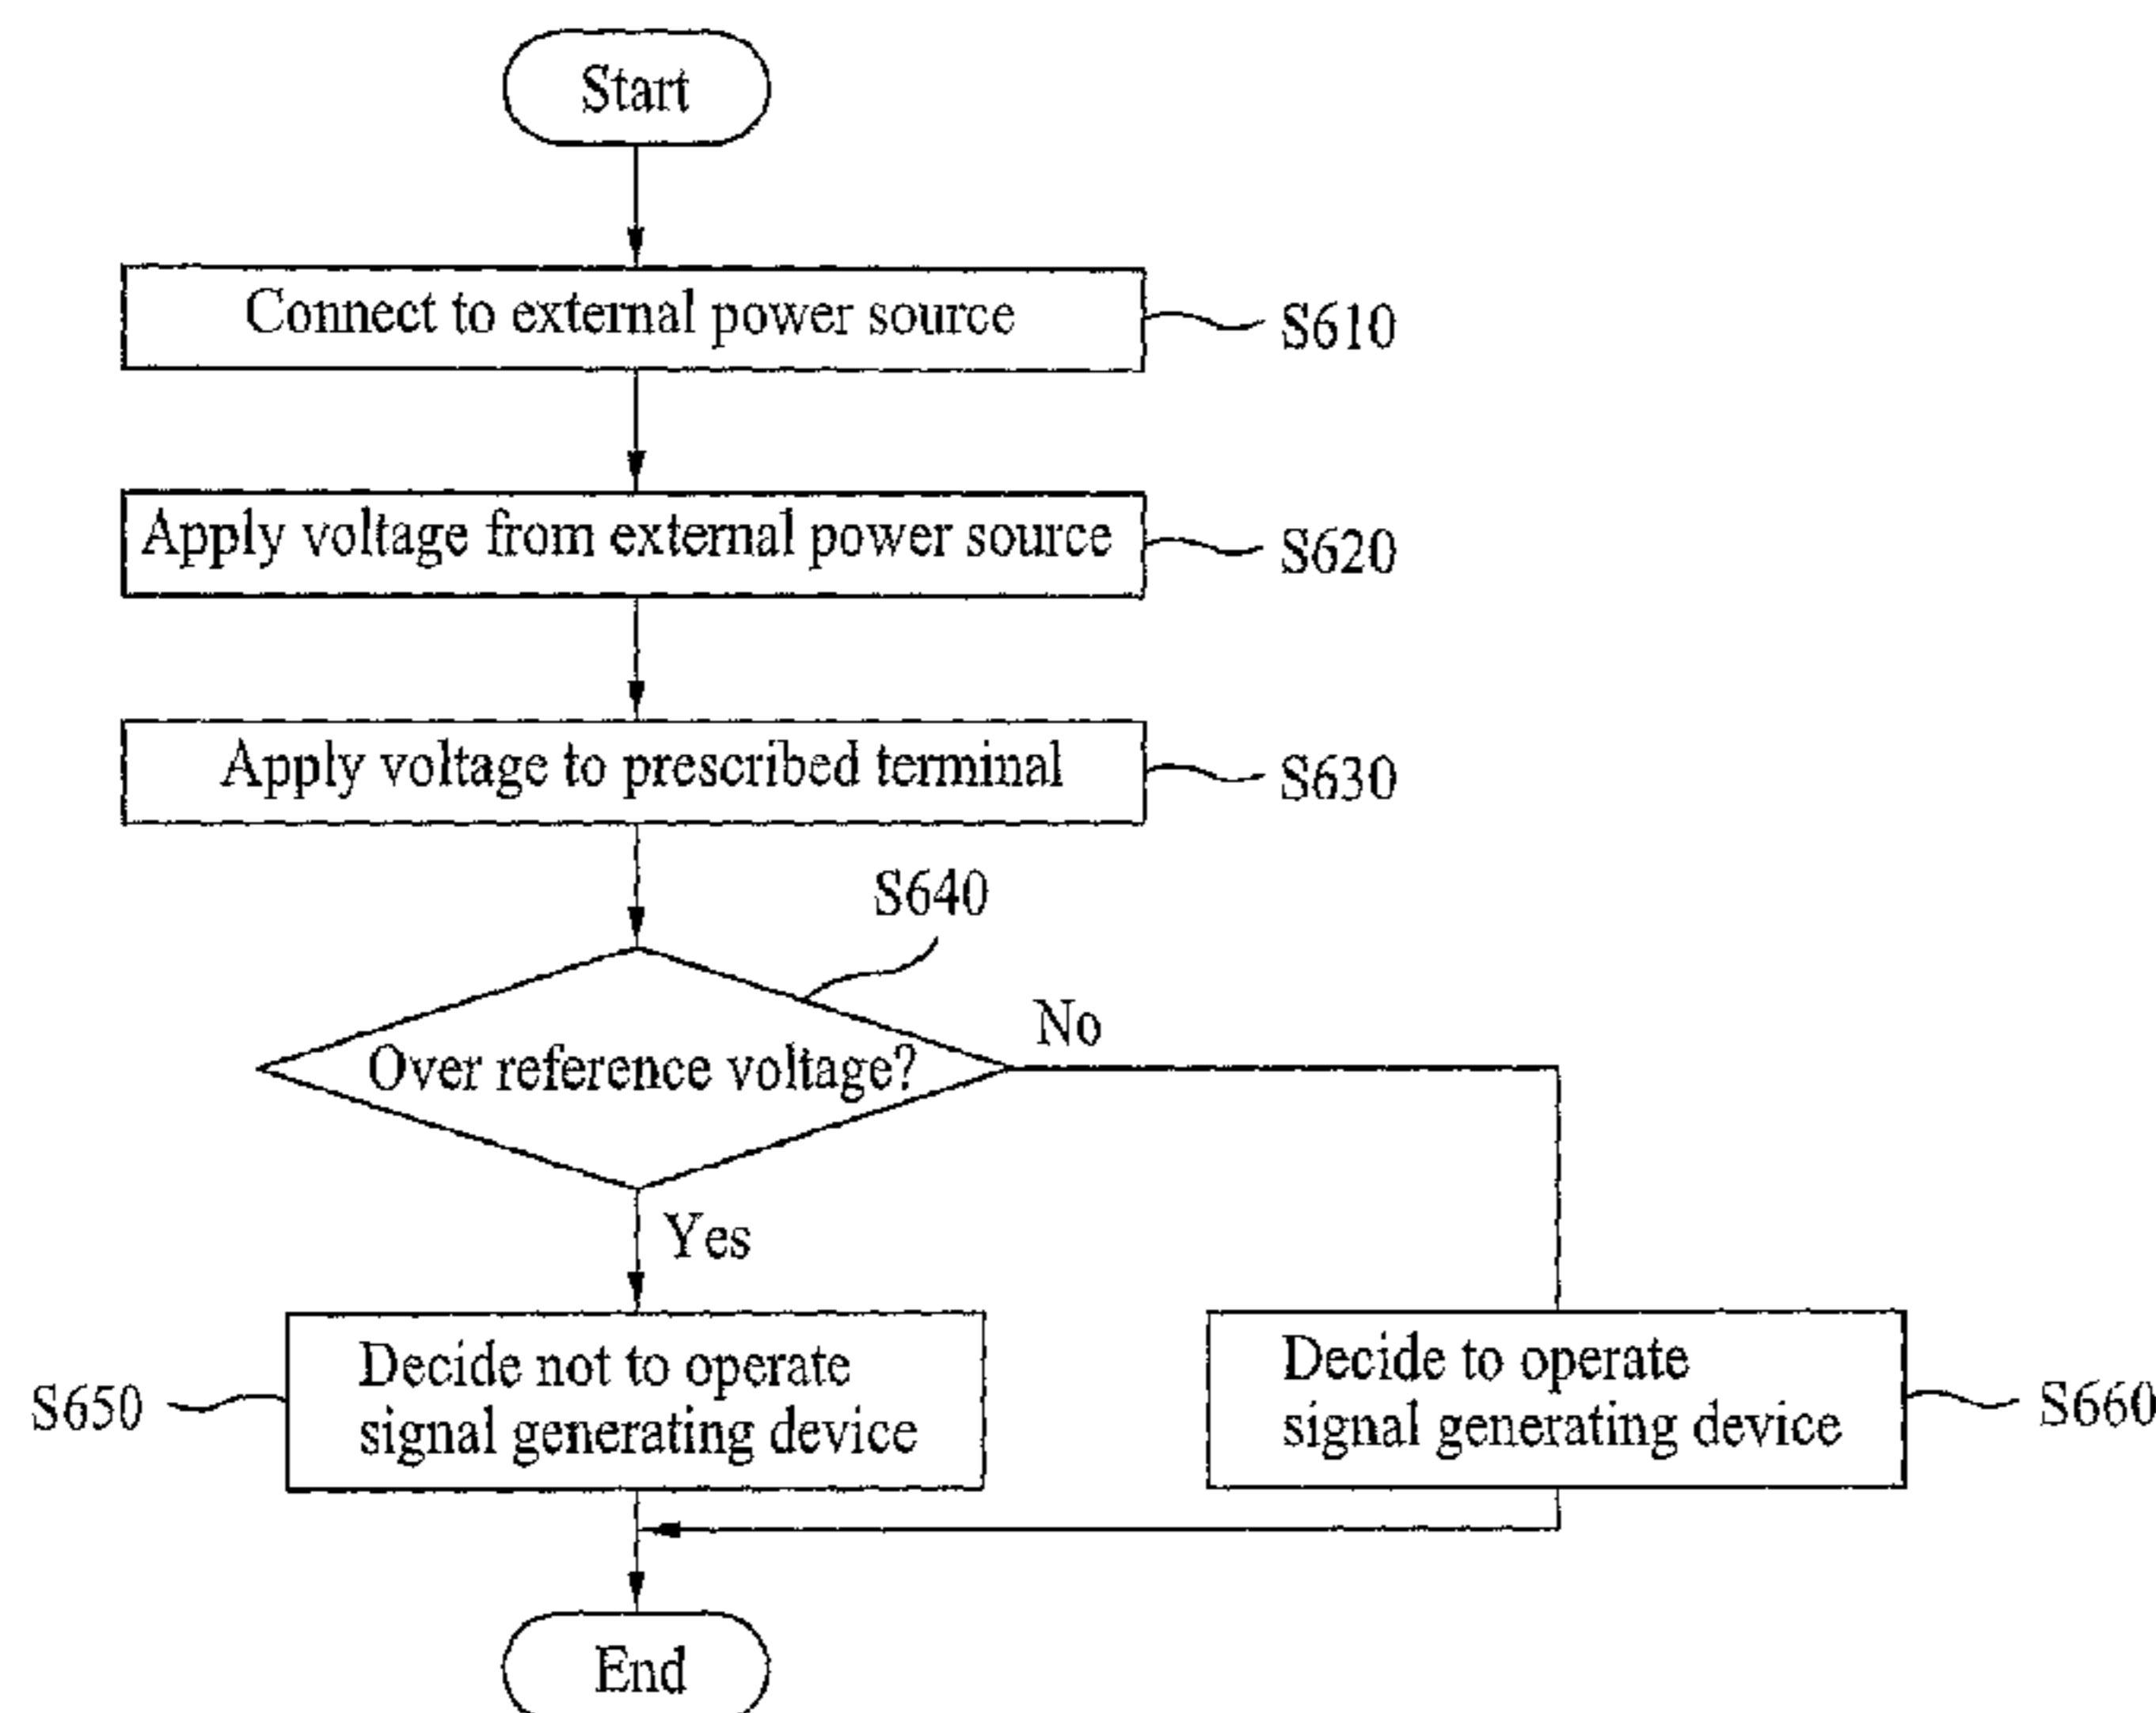 Start
Connect to external power source
S610
Apply voltage from external power source
S620
Apply voltage to prescribed terminal
S630
S640
Over reference voltage?
No
Yes
S650
Decide not to operate
signal generating device
Decide to operate
signal generating device
S660
End